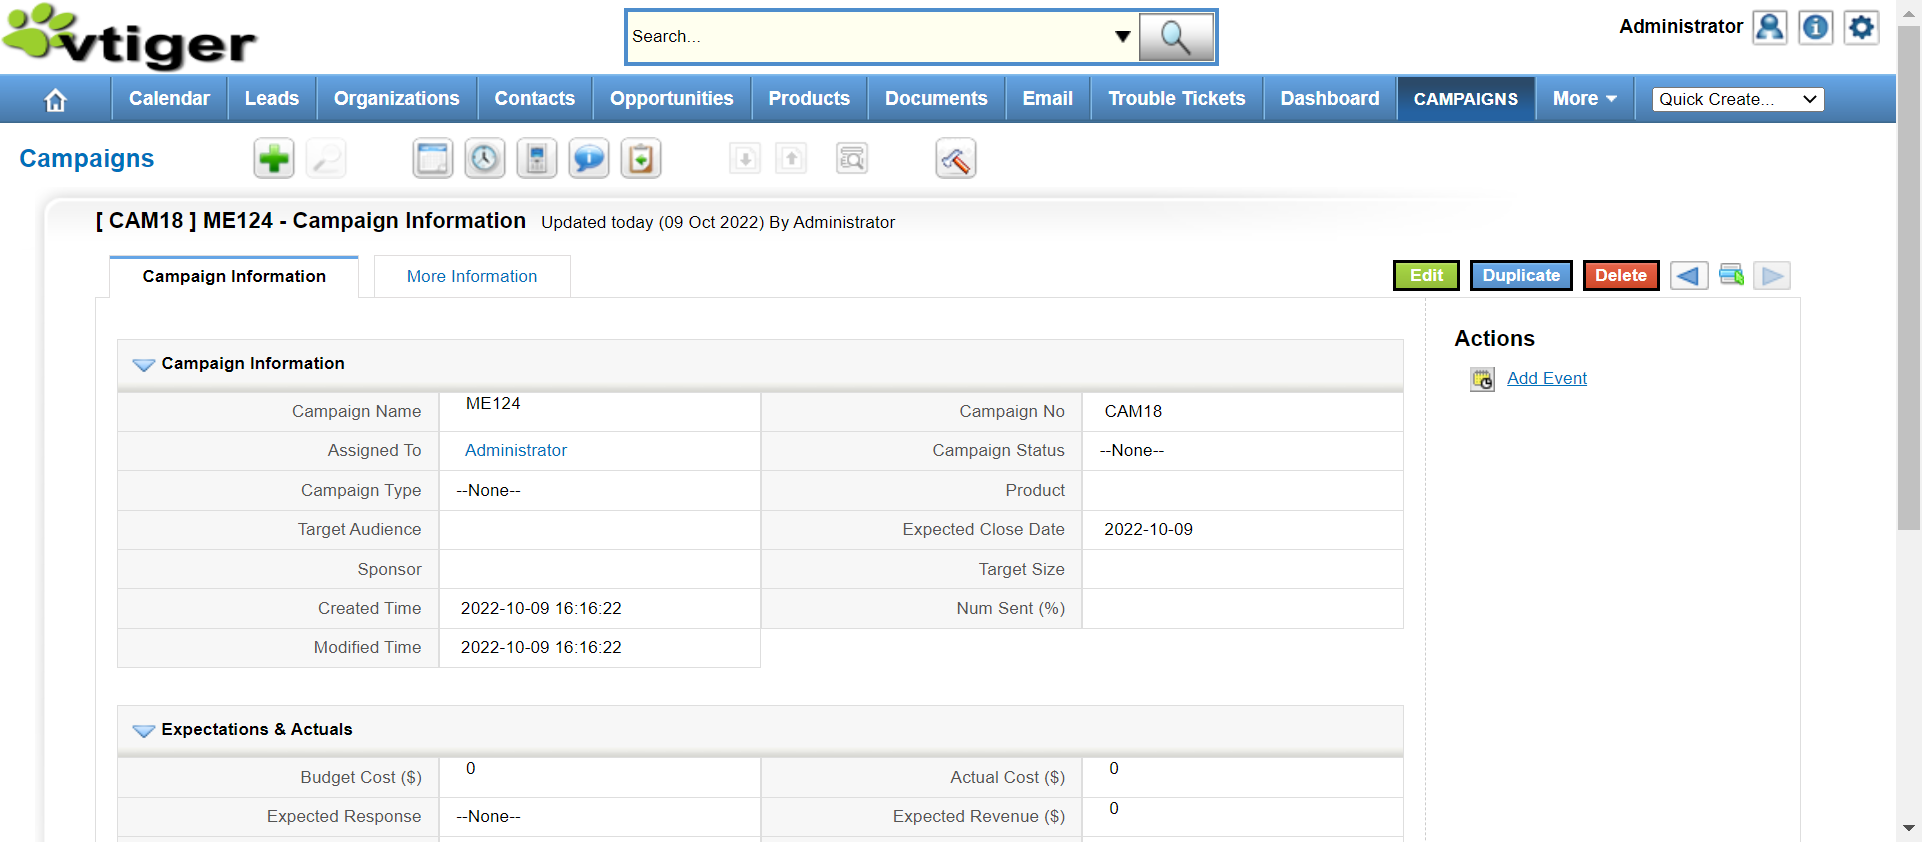 vtiger
Search...
Administrator
Calendar Leads Organizations Contacts Opportunities Products Documents Email Trouble Tickets Dashboard CAMPAIGNS More Quick Create...
Campaigns
[ CAM18 ] ME124 - Campaign Information Updated today (09 Oct 2022) By Administrator
Campaign Information More Information Edit Duplicate Delete
Actions
Add Event
Campaign Information
Campaign Name ME124 Campaign No CAM18
Assigned To Administrator Campaign Status --None--
Campaign Type --None-- Product
Target Audience Expected Close Date 2022-10-09
Sponsor Target Size
Created Time 2022-10-09 16:16:22 Num Sent (%)
Modified Time 2022-10-09 16:16:22
Expectations & Actuals
Budget Cost ($) 0 Actual Cost ($) 0
Expected Response --None-- Expected Revenue ($) 0